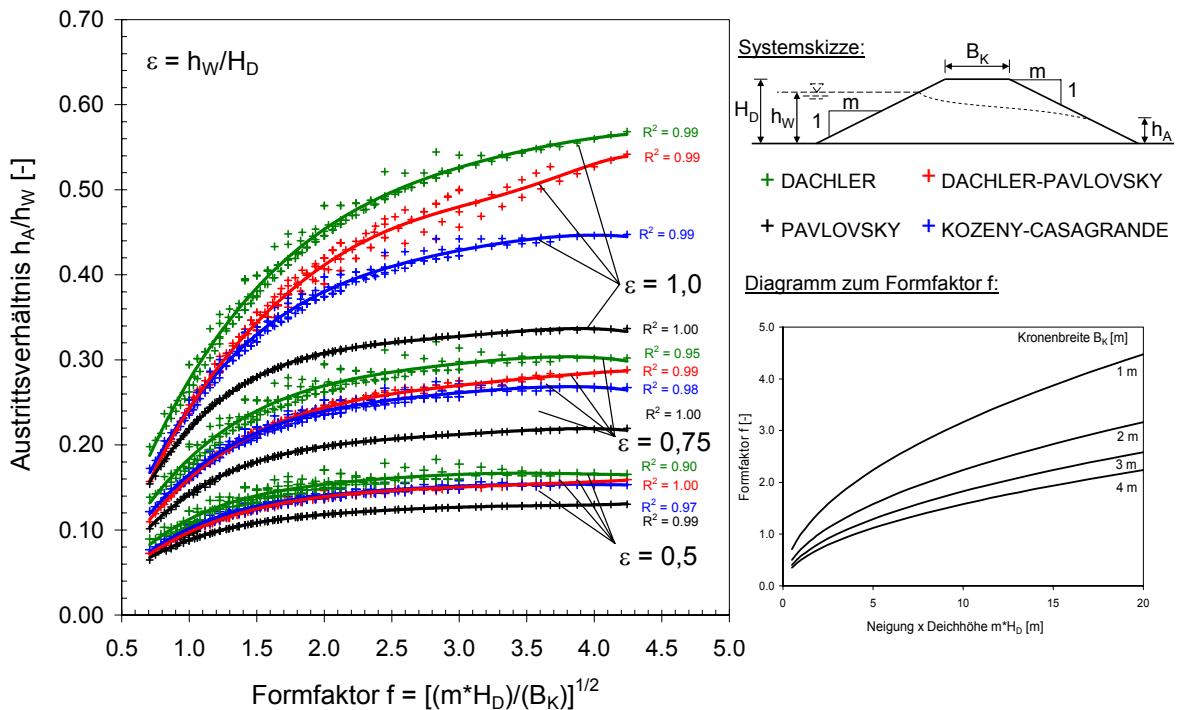 Austrittsverhältnis h_A/h_W [-]
0.70
0.60
0.50
0.40
0.30
0.20
0.10
0.00
ε = h_W/H_D
R² = 0.99
R² = 0.99
R² = 0.99
ε = 1,0
R² = 1.00
R² = 0.95
R² = 0.99
R² = 0.98
R² = 1.00
ε = 0,75
R² = 0.90
R² = 1.00
R² = 0.97
R² = 0.99
ε = 0,5
0.5 1.0 1.5 2.0 2.5 3.0 3.5 4.0 4.5 5.0
Formfaktor f = [(m*H_D)/(B_K)]^1/2
Systemskizze:
B_K
m
1
H_D
h_W
m
1
h_A
+ DACHLER + DACHLER-PAVLOVSKY
+ PAVLOVSKY + KOZENY-CASAGRANDE
Diagramm zum Formfaktor f:
Formfaktor f [-]
5.0
4.0
3.0
2.0
1.0
0.0
Kronenbreite B_K [m]
1 m
2 m
3 m
4 m
0 5 10 15 20
Neigung x Deichhöhe m*H_D [m]